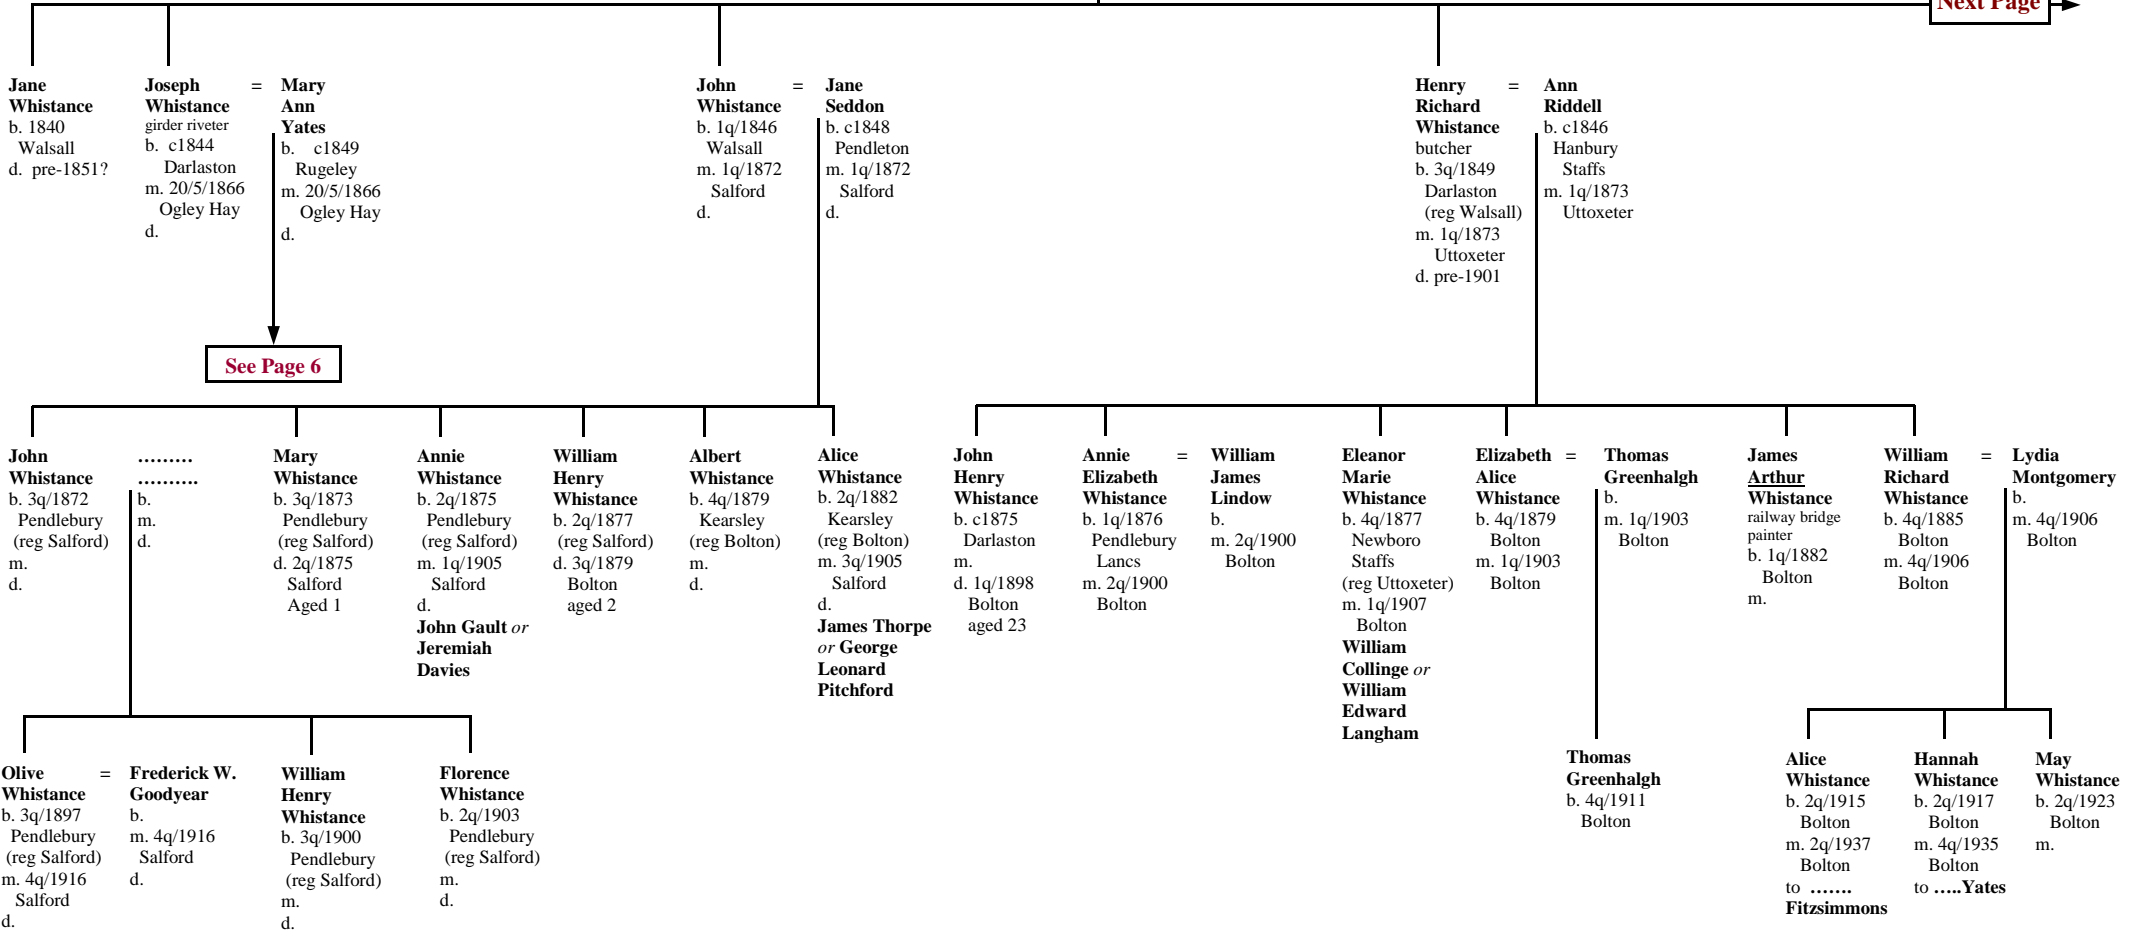 Next Page
Jane
Whistance
b. 1840
Walsall
d. pre-1851?
Joseph
Whistance
girder riveter
b. c1844
Darlaston
m. 20/5/1866
Ogley Hay
d.
=
Mary
Ann
Yates
b. c1849
Rugeley
m. 20/5/1866
Ogley Hay
d.
See Page 6
John
Whistance
b. 1q/1846
Walsall
m. 1q/1872
Salford
d.
=
Jane
Seddon
b. c1848
Pendleton
m. 1q/1872
Salford
d.
Henry
Richard
Whistance
butcher
b. 3q/1849
Darlaston
(reg Walsall)
m. 1q/1873
Uttoxeter
d. pre-1901
=
Ann
Riddell
b. c1846
Hanbury
Staffs
m. 1q/1873
Uttoxeter
John
Whistance
b. 3q/1872
Pendlebury
(reg Salford)
m.
d.
………
……….
b.
m.
d.
Mary
Whistance
b. 3q/1873
Pendlebury
(reg Salford)
d. 2q/1875
Salford
Aged 1
Annie
Whistance
b. 2q/1875
Pendlebury
(reg Salford)
m. 1q/1905
Salford
d.
John Gault or
Jeremiah
Davies
William
Henry
Whistance
b. 2q/1877
(reg Salford)
d. 3q/1879
Bolton
aged 2
Albert
Whistance
b. 4q/1879
Kearsley
(reg Bolton)
m.
d.
Alice
Whistance
b. 2q/1882
Kearsley
(reg Bolton)
m. 3q/1905
Salford
d.
James Thorpe
or George
Leonard
Pitchford
John
Henry
Whistance
b. c1875
Darlaston
m.
d. 1q/1898
Bolton
aged 23
Annie
Elizabeth
Whistance
b. 1q/1876
Pendlebury
Lancs
m. 2q/1900
Bolton
=
William
James
Lindow
b.
m. 2q/1900
Bolton
Eleanor
Marie
Whistance
b. 4q/1877
Newboro
Staffs
(reg Uttoxeter)
m. 1q/1907
Bolton
William
Collinge or
William
Edward
Langham
Elizabeth
Alice
Whistance
b. 4q/1879
Bolton
m. 1q/1903
Bolton
=
Thomas
Greenhalgh
b.
m. 1q/1903
Bolton
James
Arthur
Whistance
railway bridge
painter
b. 1q/1882
Bolton
m.
William
Richard
Whistance
b. 4q/1885
Bolton
m. 4q/1906
Bolton
=
Lydia
Montgomery
b.
m. 4q/1906
Bolton
Olive
Whistance
b. 3q/1897
Pendlebury
(reg Salford)
m. 4q/1916
Salford
d.
=
Frederick W.
Goodyear
b.
m. 4q/1916
Salford
d.
William
Henry
Whistance
b. 3q/1900
Pendlebury
(reg Salford)
m.
d.
Florence
Whistance
b. 2q/1903
Pendlebury
(reg Salford)
m.
d.
Thomas
Greenhalgh
b. 4q/1911
Bolton
Alice
Whistance
b. 2q/1915
Bolton
m. 2q/1937
Bolton
to …….
Fitzsimmons
Hannah
Whistance
b. 2q/1917
Bolton
m. 4q/1935
Bolton
to …..Yates
May
Whistance
b. 2q/1923
Bolton
m.